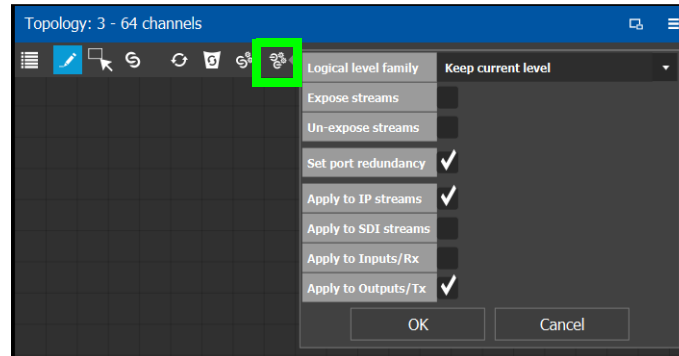 Topology: 3 - 64 channels
Logical level family Keep current level
Expose streams
Un-expose streams
Set port redundancy
Apply to IP streams
Apply to SDI streams
Apply to Inputs/Rx
Apply to Outputs/Tx
OK Cancel